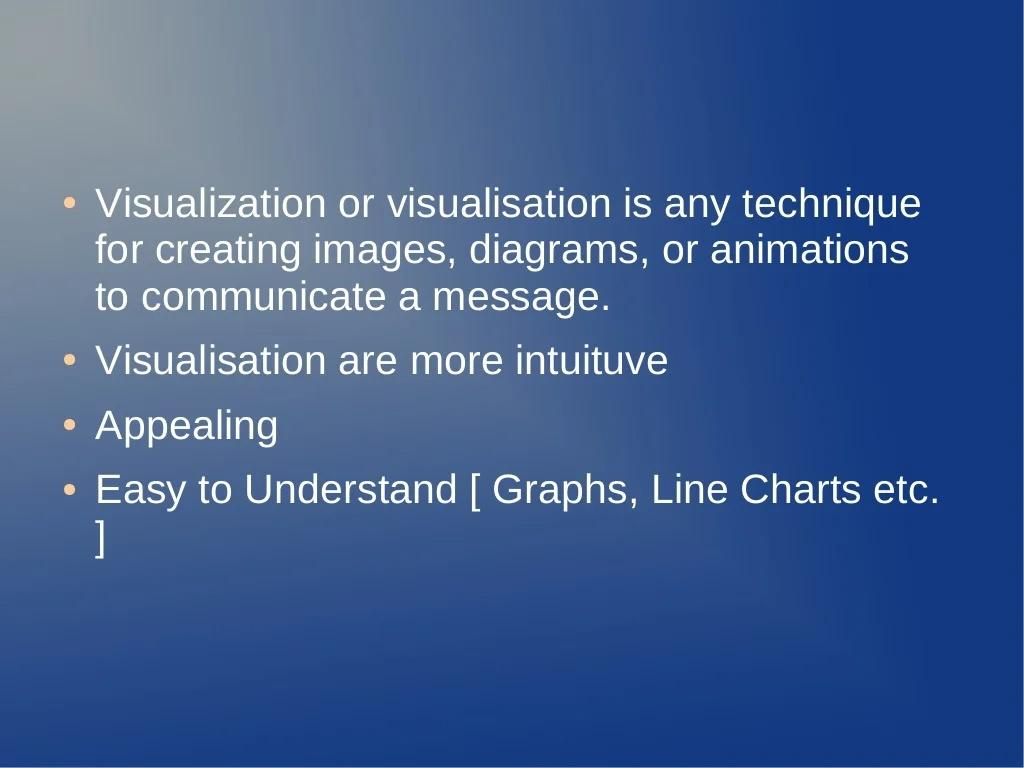 • Visualization or visualisation is any technique
for creating images, diagrams, or animations
to communicate a message.
• Visualisation are more intuituve
• Appealing
• Easy to Understand [ Graphs, Line Charts etc.
]